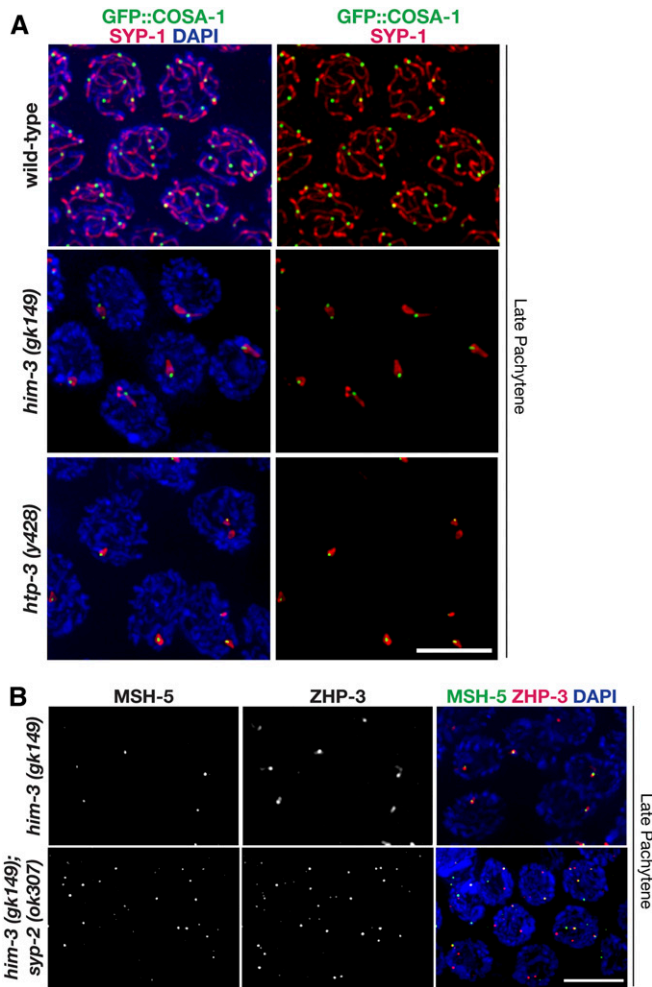 A
GFP::COSA-1
SYP-1 DAPI
GFP::COSA-1
SYP-1
wild-type
him-3 (gk149)
htp-3 (y428)
Late Pachytene
B
MSH-5
ZHP-3
MSH-5 ZHP-3 DAPI
him-3 (gk149)
him-3 (gk149);
syp-2 (ok307)
Late Pachytene